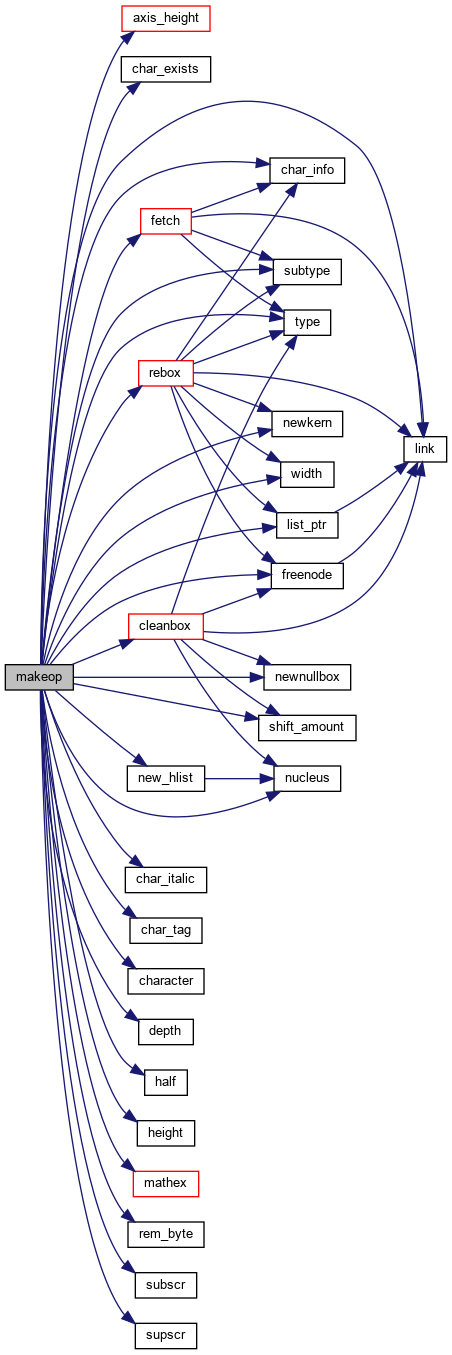 axis_height
char_exists
char_info
fetch
subtype
type
rebox
newkern
link
width
list_ptr
freenode
cleanbox
makeop
newnullbox
shift_amount
new_hlist
nucleus
char_italic
char_tag
character
depth
half
height
mathex
rem_byte
subscr
supscr